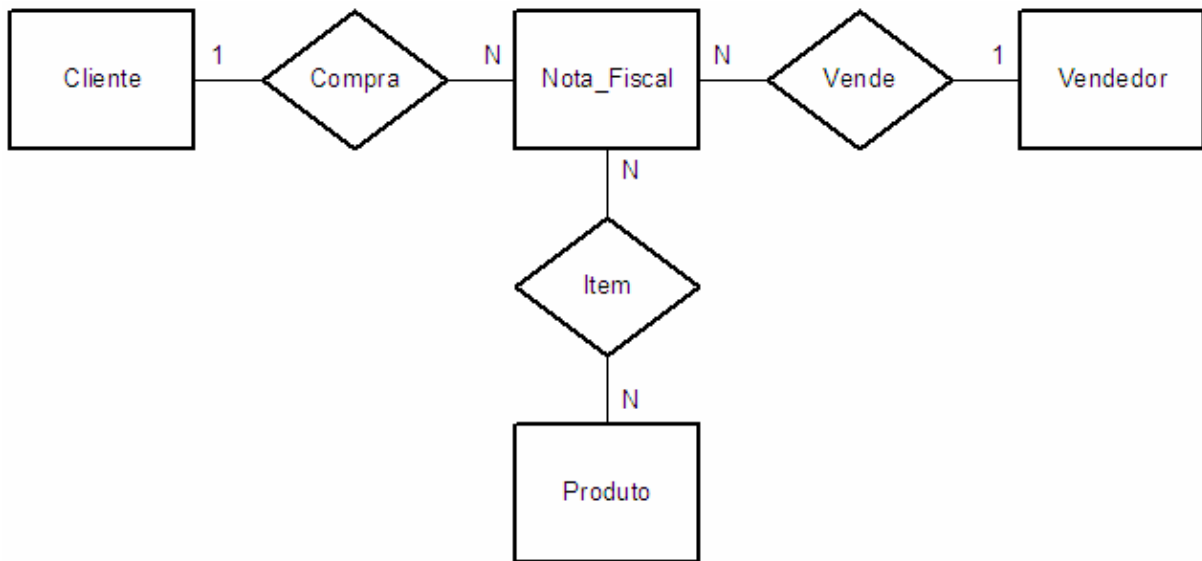 1 N N 1
Cliente Compra Nota_Fiscal Vende Vendedor
N
Item
N
Produto